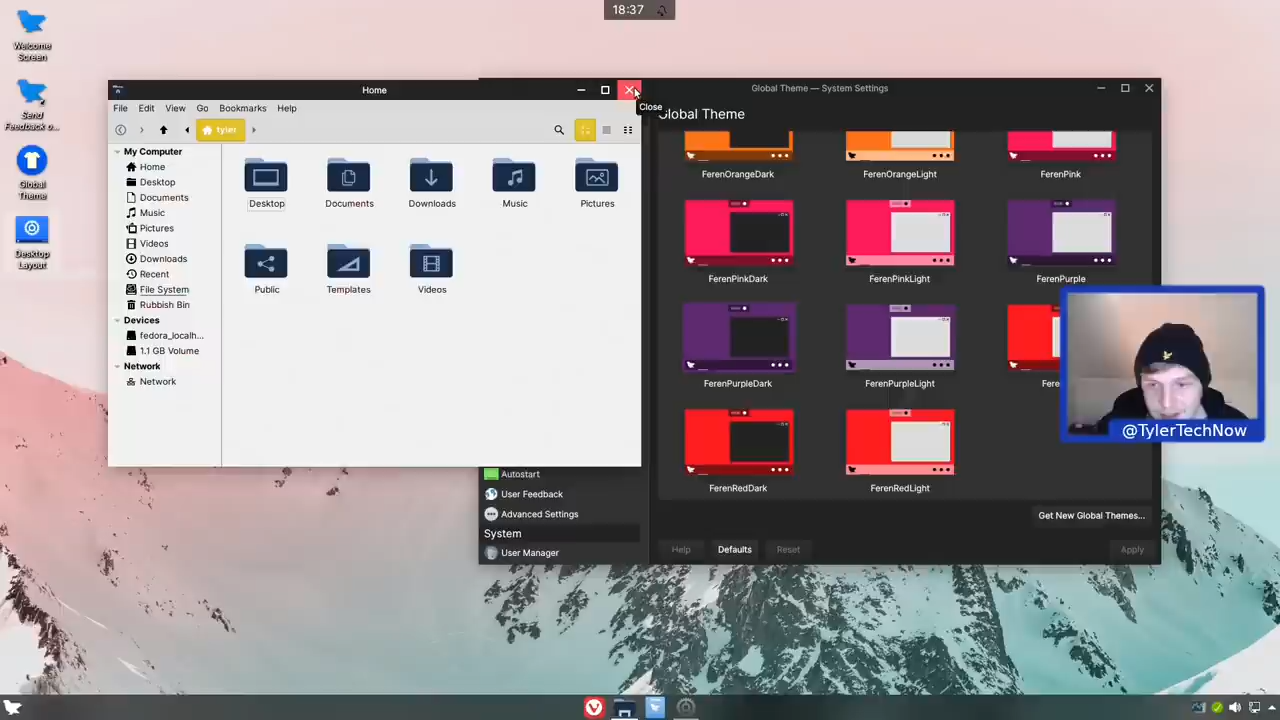 18:37
Welcome
Screen
Send
Feedback o...
Global
Theme
Desktop
Layout
Home
Close
File Edit View Go Bookmarks Help
tyler
My Computer
Home
Desktop
Documents
Music
Pictures
Videos
Downloads
Recent
File System
Rubbish Bin
Devices
fedora_localh...
1.1 GB Volume
Network
Network
Desktop Documents Downloads Music Pictures
Public Templates Videos
Global Theme — System Settings
Global Theme
FerenOrangeDark FerenOrangeLight FerenPink
FerenPinkDark FerenPinkLight FerenPurple
FerenPurpleDark FerenPurpleLight
FerenRedDark FerenRedLight
Get New Global Themes...
Help Defaults Reset Apply
Autostart
User Feedback
Advanced Settings
System
User Manager
@TylerTechNow